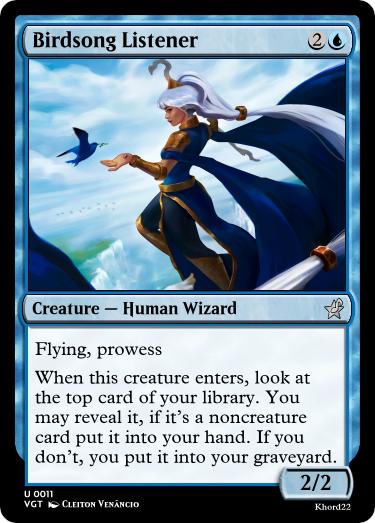 Birdsong Listener 2
Creature — Human Wizard
Flying, prowess
When this creature enters, look at
the top card of your library. You
may reveal it, if it's a noncreature
card put it into your hand. If you
don't, you put it into your graveyard.
2/2
U 0011
VGT Cleiton Venâncio
Khord22